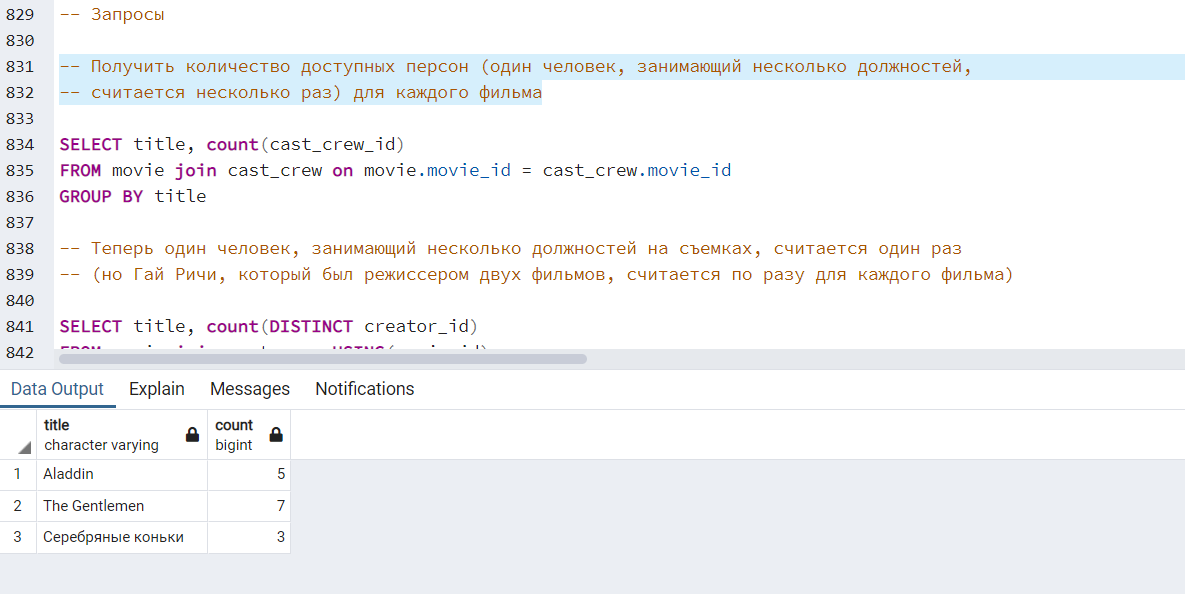 829 -- Запросы
830
831 -- Получить количество доступных персон (один человек, занимающий несколько должностей,
832 -- считается несколько раз) для каждого фильма
833
834 SELECT title, count(cast_crew_id)
835 FROM movie join cast_crew on movie.movie_id = cast_crew.movie_id
836 GROUP BY title
837
838 -- Теперь один человек, занимающий несколько должностей на съемках, считается один раз
839 -- (но Гай Ричи, который был режиссером двух фильмов, считается по разу для каждого фильма)
840
841 SELECT title, count(DISTINCT creator_id)
842
Data Output Explain Messages Notifications
title count
character varying bigint
1 Aladdin 5
2 The Gentlemen 7
3 Серебряные коньки 3